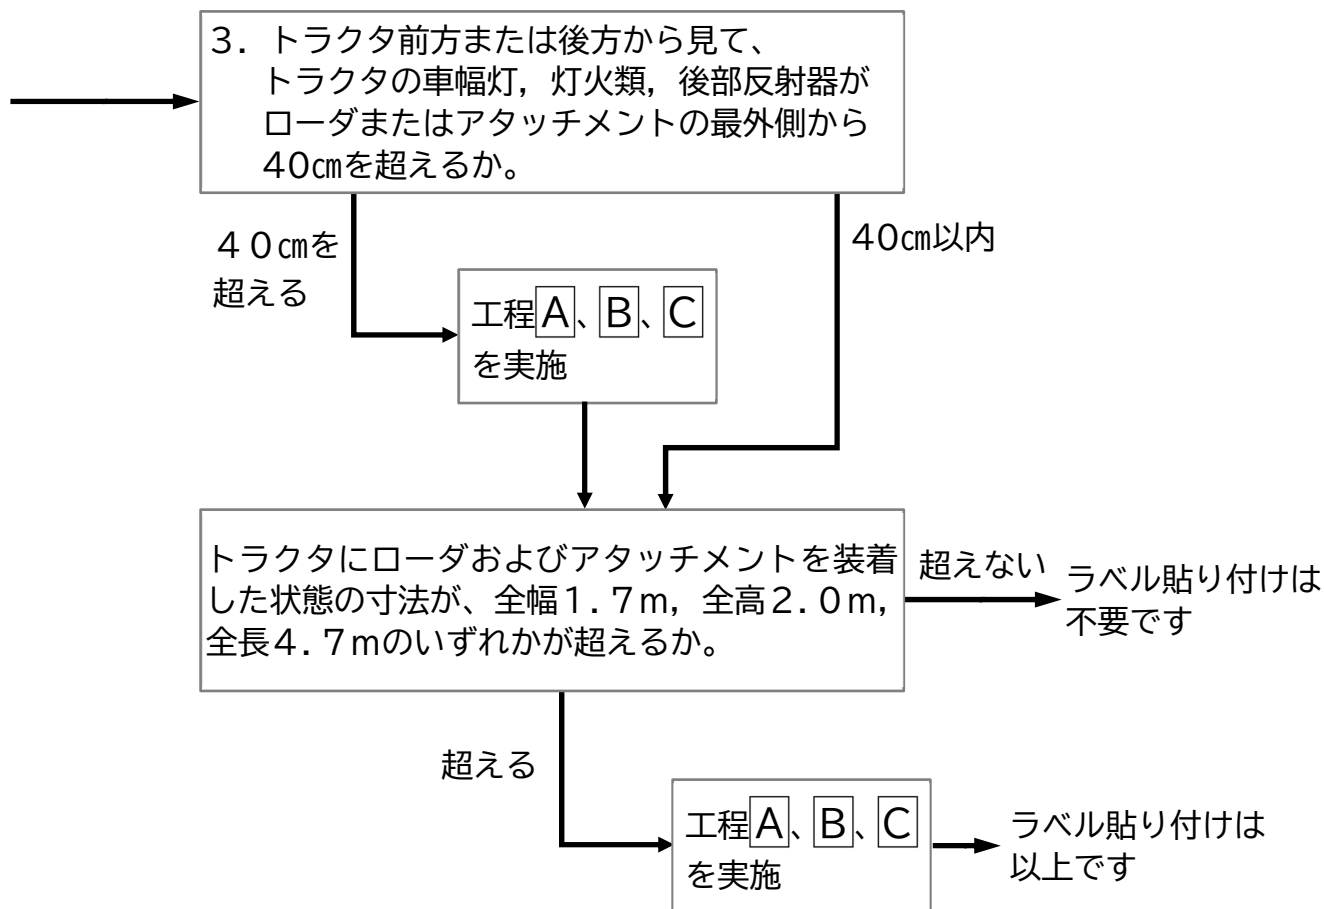 ３．トラクタ前方または後方から見て、
トラクタの車幅灯，灯火類，後部反射器が
ローダまたはアタッチメントの最外側から
４０㎝を超えるか。
４０㎝を
超える
４０㎝以内
工程A、B、C
を実施
トラクタにローダおよびアタッチメントを装着
した状態の寸法が、全幅１．７ｍ，全高２．０ｍ，
全長４．７ｍのいずれかが超えるか。
超えない
ラベル貼り付けは
不要です
超える
工程A、B、C
を実施
ラベル貼り付けは
以上です